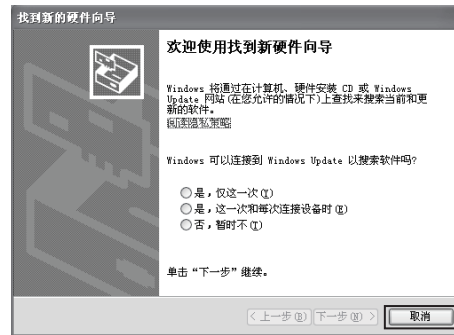 找到新的硬件向导
欢迎使用找到新硬件向导
Windows 将通过在计算机、硬件安装 CD 或 Windows
Update 网站(在您允许的情况下)上查找来搜索当前和更
新的软件。
阅读隐私策略
Windows 可以连接到 Windows Update 以搜索软件吗?
是，仅这一次(Y)
是，这一次和每次连接设备时(E)
否，暂时不(T)
单击“下一步”继续。
< 上一步(B) 下一步(N) > 取消